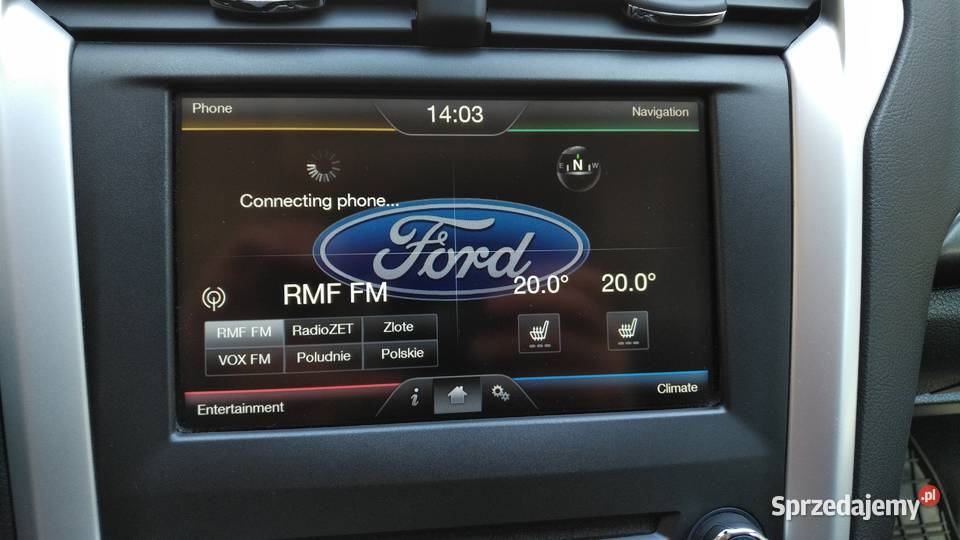 Phone
14:03
Navigation
E N W
Connecting phone...
Ford
RMF FM
20.0° 20.0°
RMF FM RadioZET Zlote
VOX FM Poludnie Polskie
Entertainment
i
Climate
Sprzedajemy.pl